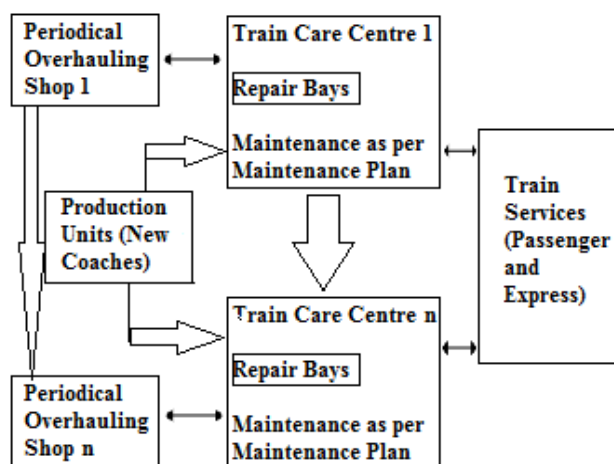 Periodical
Overhauling
Shop 1
Train Care Centre 1
Repair Bays
Maintenance as per
Maintenance Plan
Production
Units (New
Coaches)
Train
Services
(Passenger
and
Express)
Train Care Centre n
Repair Bays
Maintenance as per
Maintenance Plan
Periodical
Overhauling
Shop n